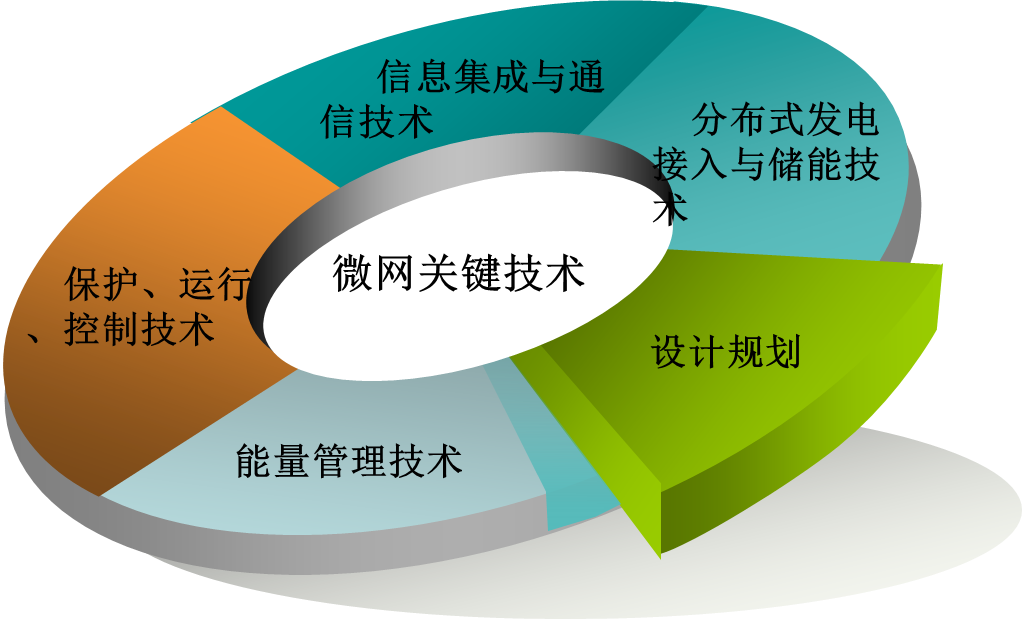 信息集成与通
信技术
分布式发电
接入与储能技
术
微网关键技术
保护、运行
、控制技术
设计规划
能量管理技术